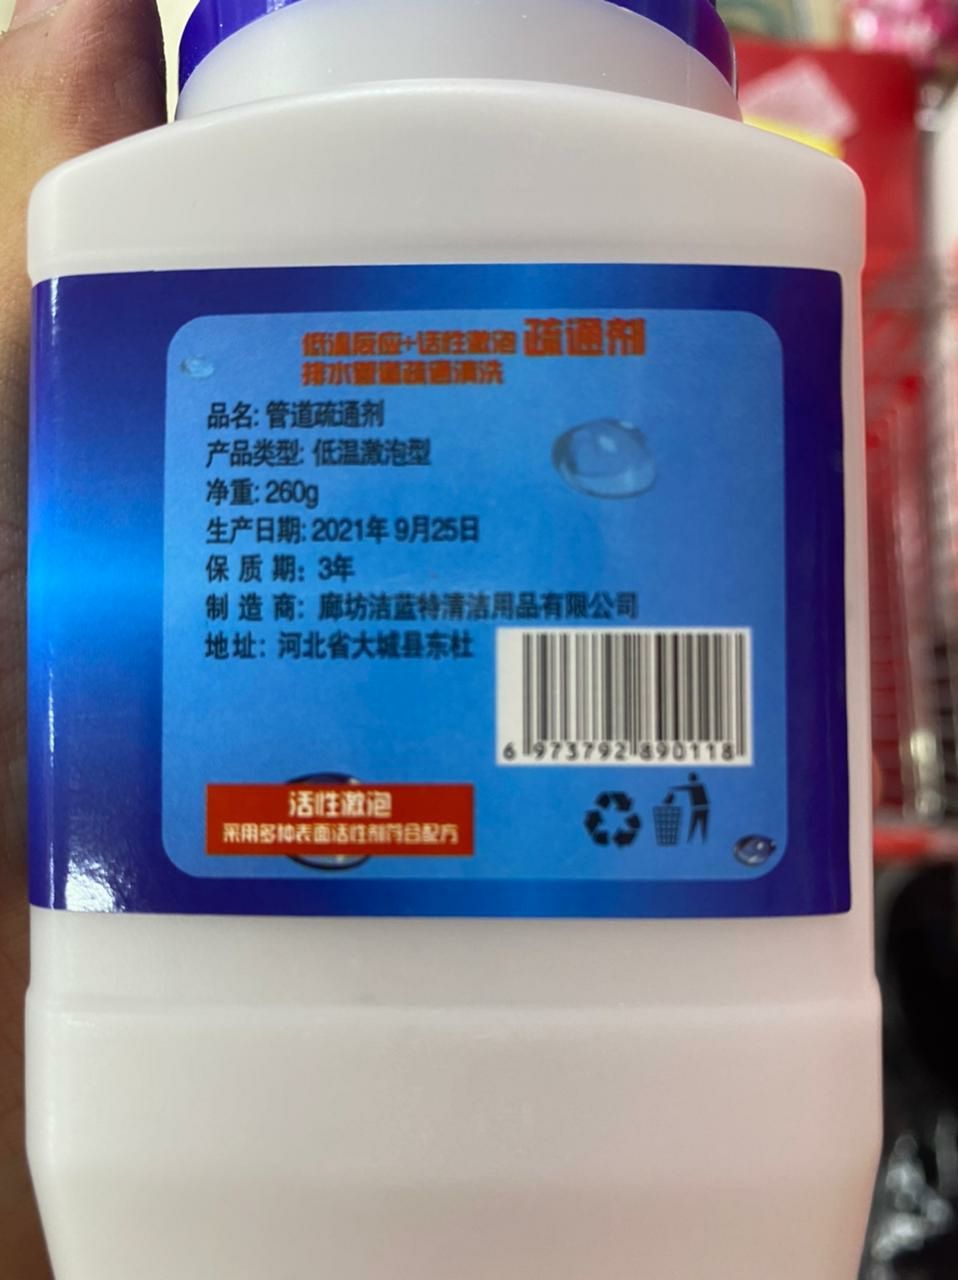 低温反应+活性激泡 疏通剂
排水管道疏通清洗
品名: 管道疏通剂
产品类型: 低温激泡型
净重: 260g
生产日期: 2021年 9月25日
保 质 期: 3年
制 造 商: 廊坊洁蓝特清洁用品有限公司
地址: 河北省大城县东杜
6 973792 890118
活性激泡
采用多种表面活性剂符合配方